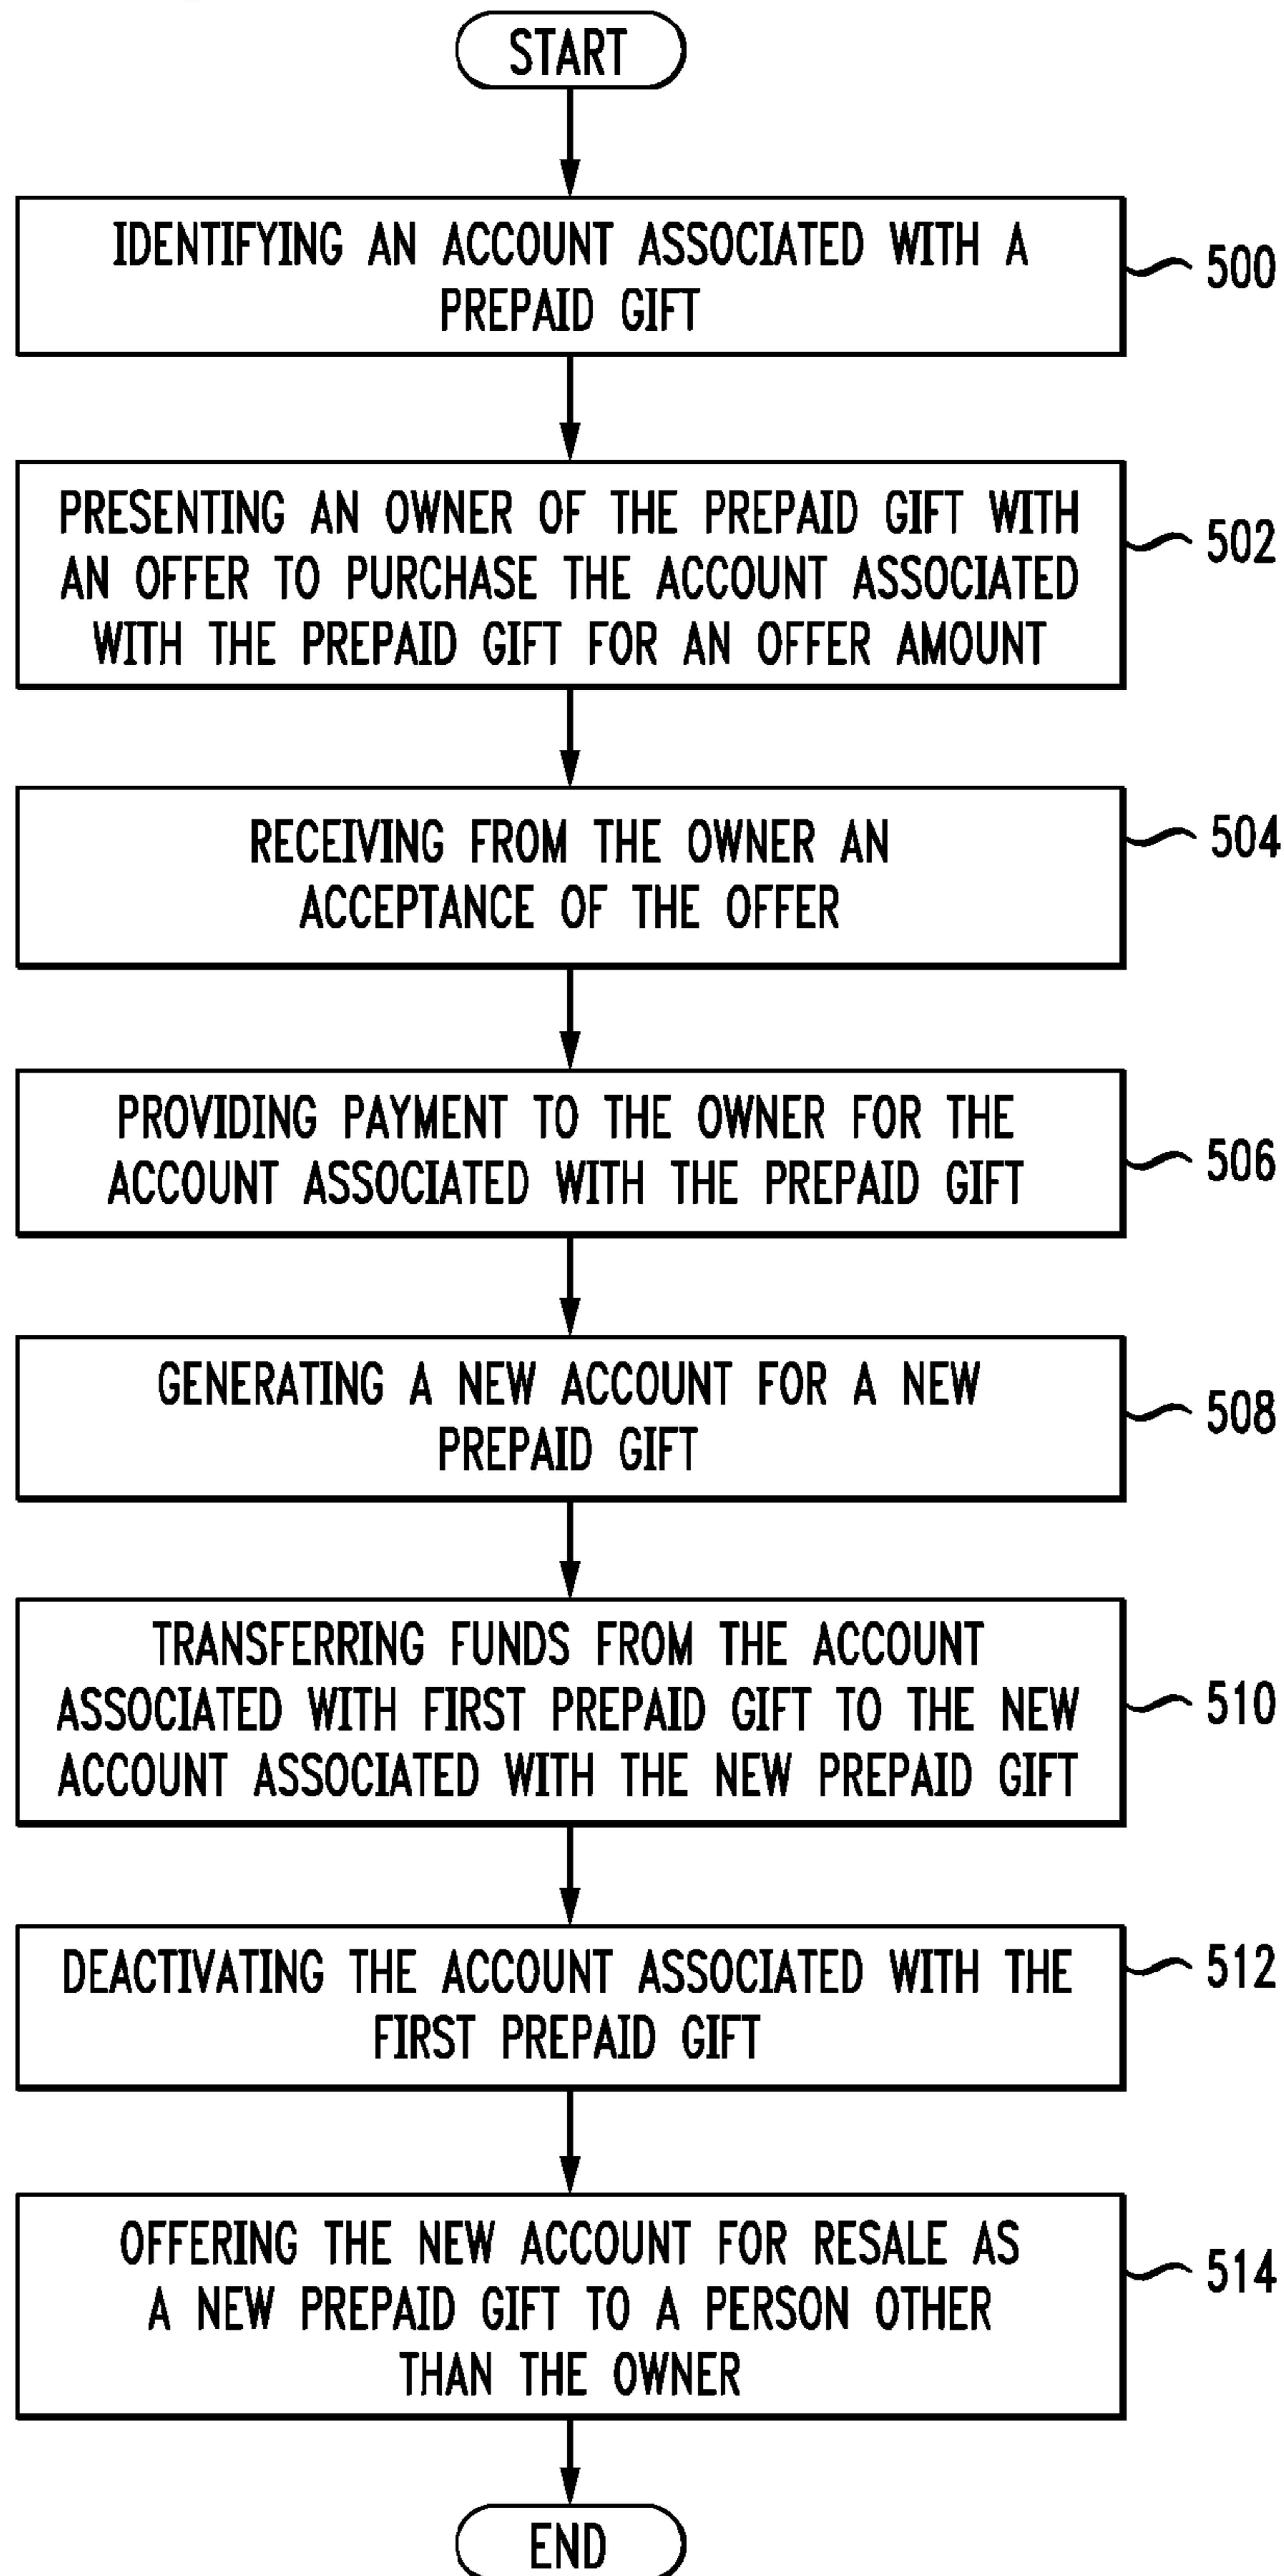 START
IDENTIFYING AN ACCOUNT ASSOCIATED WITH A
PREPAID GIFT
500
PRESENTING AN OWNER OF THE PREPAID GIFT WITH
AN OFFER TO PURCHASE THE ACCOUNT ASSOCIATED
WITH THE PREPAID GIFT FOR AN OFFER AMOUNT
502
RECEIVING FROM THE OWNER AN
ACCEPTANCE OF THE OFFER
504
PROVIDING PAYMENT TO THE OWNER FOR THE
ACCOUNT ASSOCIATED WITH THE PREPAID GIFT
506
GENERATING A NEW ACCOUNT FOR A NEW
PREPAID GIFT
508
TRANSFERRING FUNDS FROM THE ACCOUNT
ASSOCIATED WITH FIRST PREPAID GIFT TO THE NEW
ACCOUNT ASSOCIATED WITH THE NEW PREPAID GIFT
510
DEACTIVATING THE ACCOUNT ASSOCIATED WITH THE
FIRST PREPAID GIFT
512
OFFERING THE NEW ACCOUNT FOR RESALE AS
A NEW PREPAID GIFT TO A PERSON OTHER
THAN THE OWNER
514
END